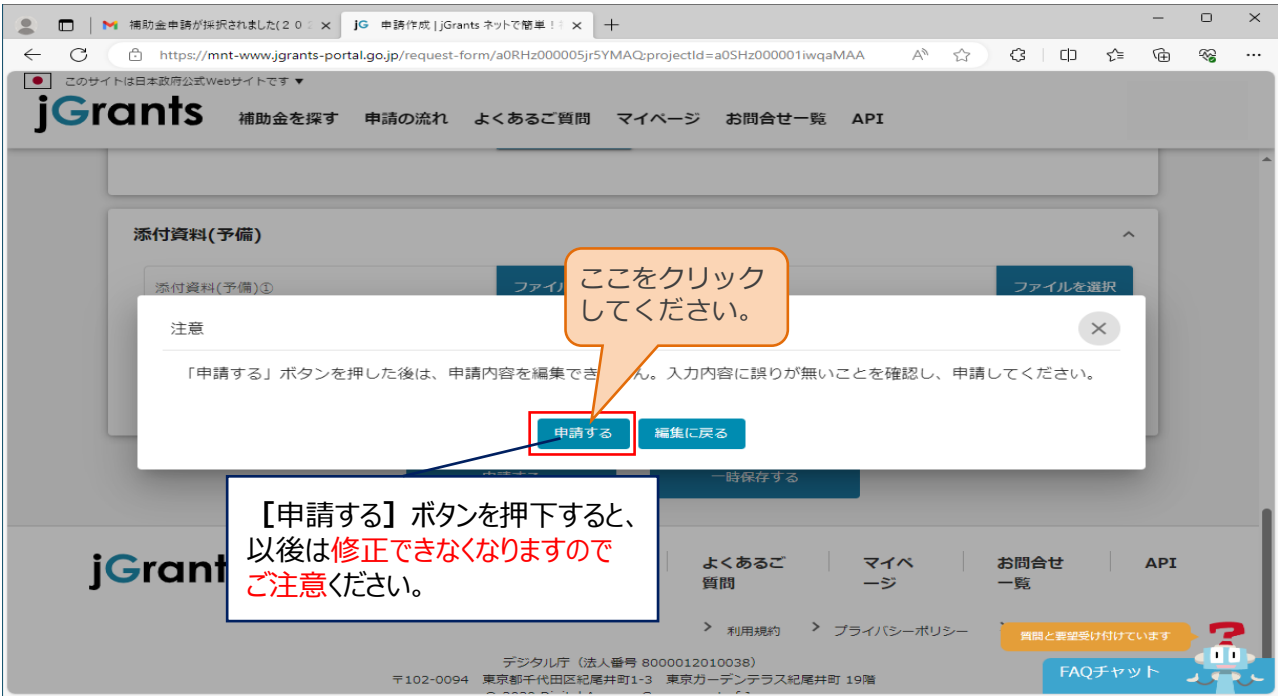 補助金申請が採択されました(２０
jG 申請作成 | jGrants ネットで簡単！
https://mnt-www.jgrants-portal.go.jp/request-form/a0RHz000005jr5YMAQ;projectId=a0SHz000001iwqaMAA
このサイトは日本政府公式Webサイトです ▼
jGrants 補助金を探す 申請の流れ よくあるご質問 マイページ お問合せ一覧 API
添付資料(予備)
添付資料(予備)①
ファイル
ファイルを選択
ここをクリック
してください。
注意
「申請する」ボタンを押した後は、申請内容を編集でき
ん。入力内容に誤りが無いことを確認し、申請してください。
申請する 編集に戻る
申請する 一時保存する
【申請する】ボタンを押下すると、
以後は修正できなくなりますので
ご注意ください。
jGrant
よくあるご
質問
マイペ
ージ
お問合せ
一覧
API
利用規約 プライバシーポリシー
質問と要望受け付けています
FAQチャット
デジタル庁（法人番号 8000012010038）
〒102-0094 東京都千代田区紀尾井町1-3 東京ガーデンテラス紀尾井町 19階